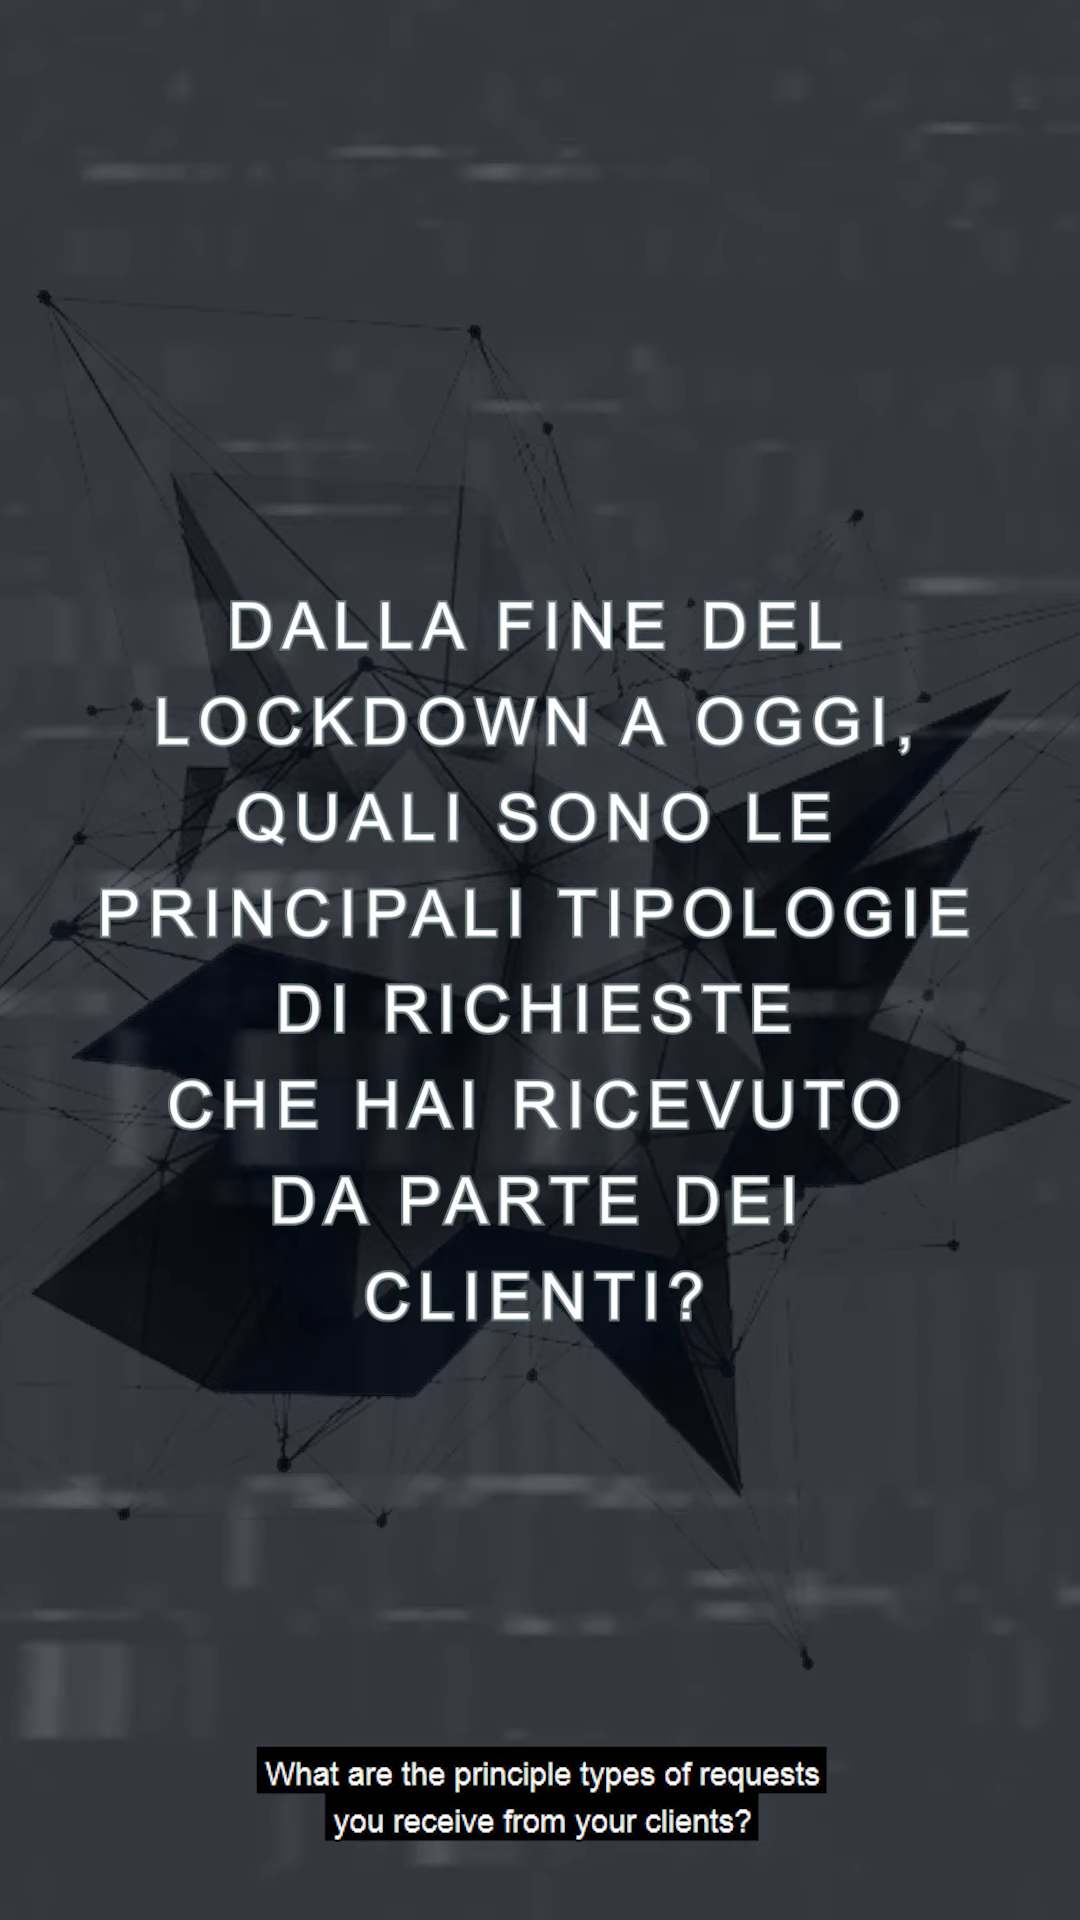 DALLA FINE DEL
LOCKDOWN A OGGI,
QUALI SONO LE
PRINCIPALI TIPOLOGIE
DI RICHIESTE
CHE HAI RICEVUTO
DA PARTE DEI
CLIENTI?
What are the principle types of requests
you receive from your clients?